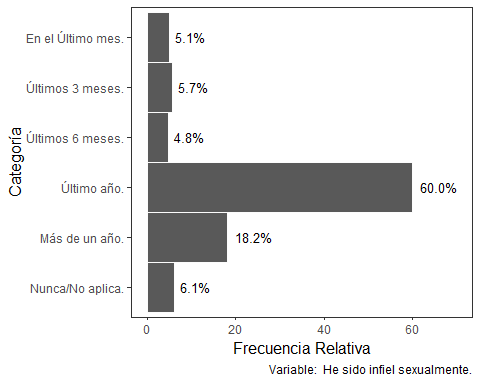 En el Último mes.
5.1%
Últimos 3 meses.
5.7%
Últimos 6 meses.
4.8%
Último año.
60.0%
Más de un año.
18.2%
Nunca/No aplica.
6.1%
Categoría
0 20 40 60
Frecuencia Relativa
Variable: He sido infiel sexualmente.